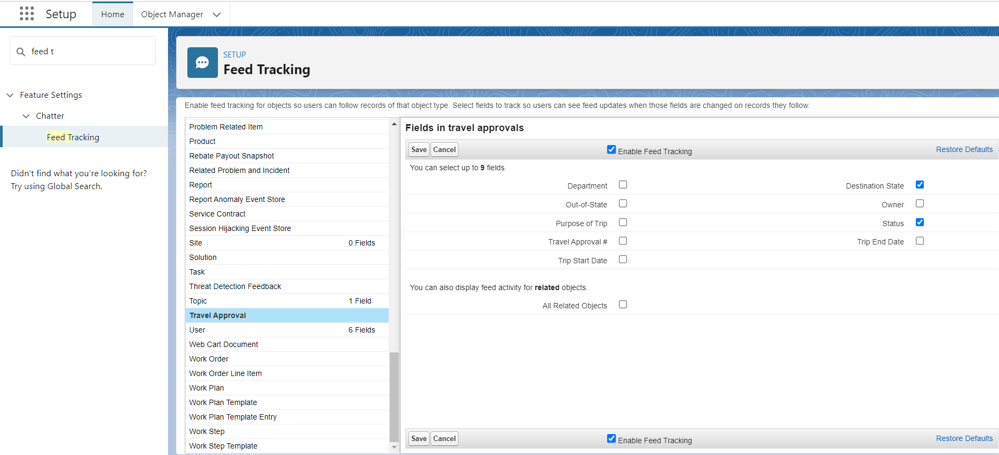 Setup
Home
Object Manager
feed t
Feature Settings
Chatter
Feed Tracking
Didn't find what you're looking for?
Try using Global Search.
SETUP
Feed Tracking
Enable feed tracking for objects so users can follow records of that object type. Select fields to track so users can see feed updates when those fields are changed on records they follow.
Problem Related Item
Product
Rebate Payout Snapshot
Related Problem and Incident
Report
Report Anomaly Event Store
Service Contract
Session Hijacking Event Store
Site 0 Fields
Solution
Task
Threat Detection Feedback
Topic 1 Field
Travel Approval
User 6 Fields
Web Cart Document
Work Order
Work Order Line Item
Work Plan
Work Plan Template
Work Plan Template Entry
Work Step
Work Step Template
Fields in travel approvals
Save Cancel Enable Feed Tracking Restore Defaults
You can select up to 9 fields.
Department Destination State
Out-of-State Owner
Purpose of Trip Status
Travel Approval # Trip End Date
Trip Start Date
You can also display feed activity for related objects.
All Related Objects
Save Cancel Enable Feed Tracking Restore Defaults